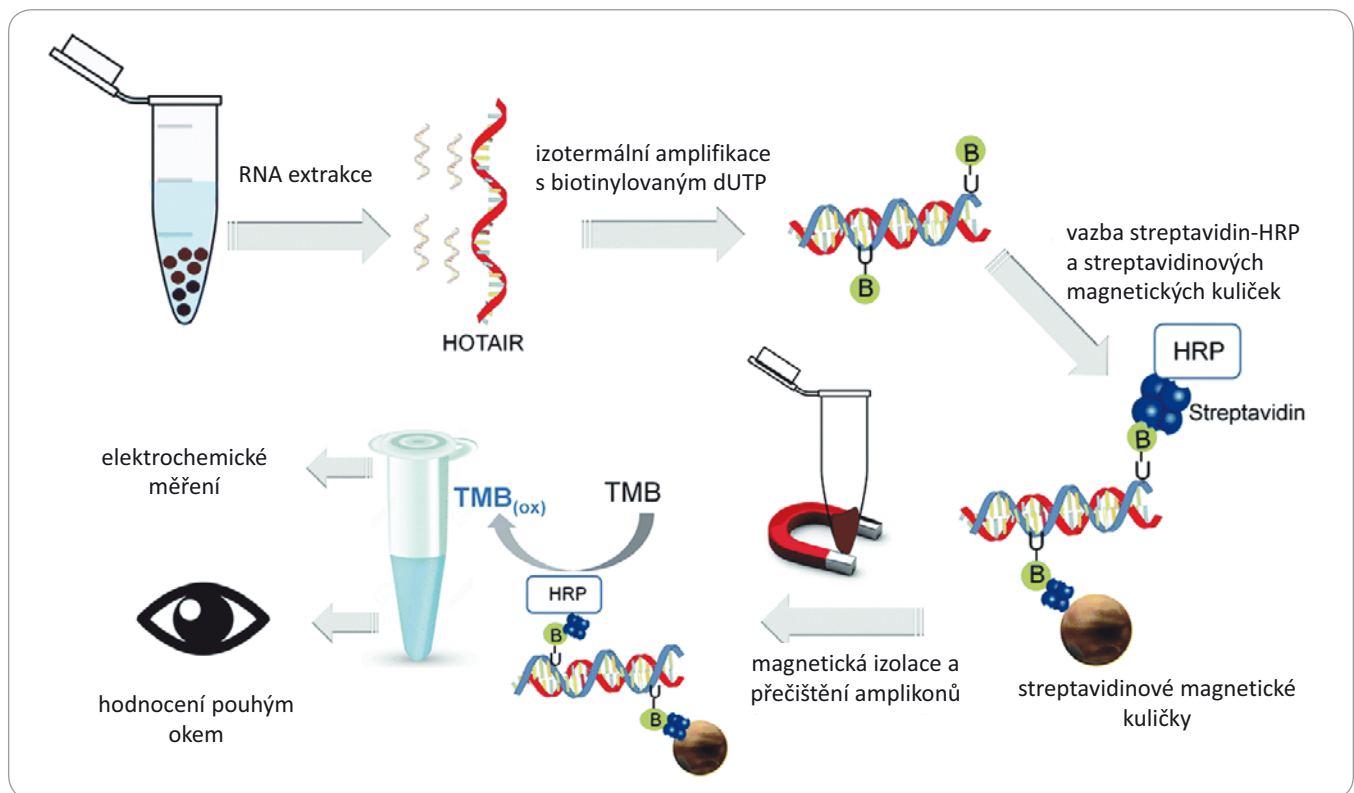 RNA extrakce
HOTAIR
izotermální amplifikace
s biotinylovaným dUTP
B
U
U
B
vazba streptavidin-HRP
a streptavidinových
magnetických kuliček
HRP
Streptavidin
B
U
U
B
streptavidinové magnetické
kuličky
magnetická izolace a
přečištění amplikonů
TMB
TMB(ox)
HRP
B
U
U
B
elektrochemické
měření
hodnocení pouhým
okem